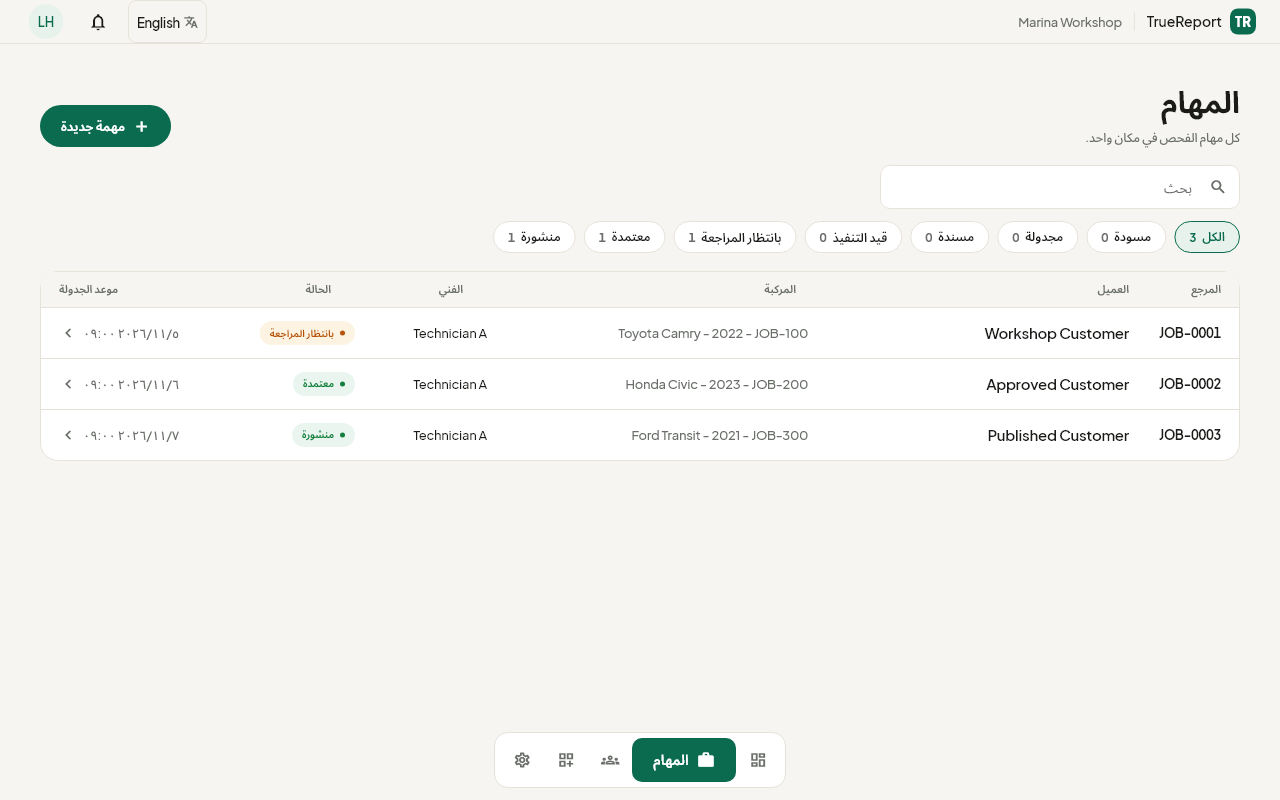 TR TrueReport Marina Workshop English LH
المهام
كل مهام الفحص في مكان واحد.
مهمة جديدة
بحث
الكل 3 مسودة 0 مجدولة 0 مسندة 0 قيد التنفيذ 0 بانتظار المراجعة 1 معتمدة 1 منشورة 1
المرجع العميل المركبة الفني الحالة موعد الجدولة
JOB-0001 Workshop Customer Toyota Camry - 2022 - JOB-100 Technician A بانتظار المراجعة ٥‏/١١‏/٢٠٢٦ ٠٩:٠٠
JOB-0002 Approved Customer Honda Civic - 2023 - JOB-200 Technician A معتمدة ٦‏/١١‏/٢٠٢٦ ٠٩:٠٠
JOB-0003 Published Customer Ford Transit - 2021 - JOB-300 Technician A منشورة ٧‏/١١‏/٢٠٢٦ ٠٩:٠٠
المهام